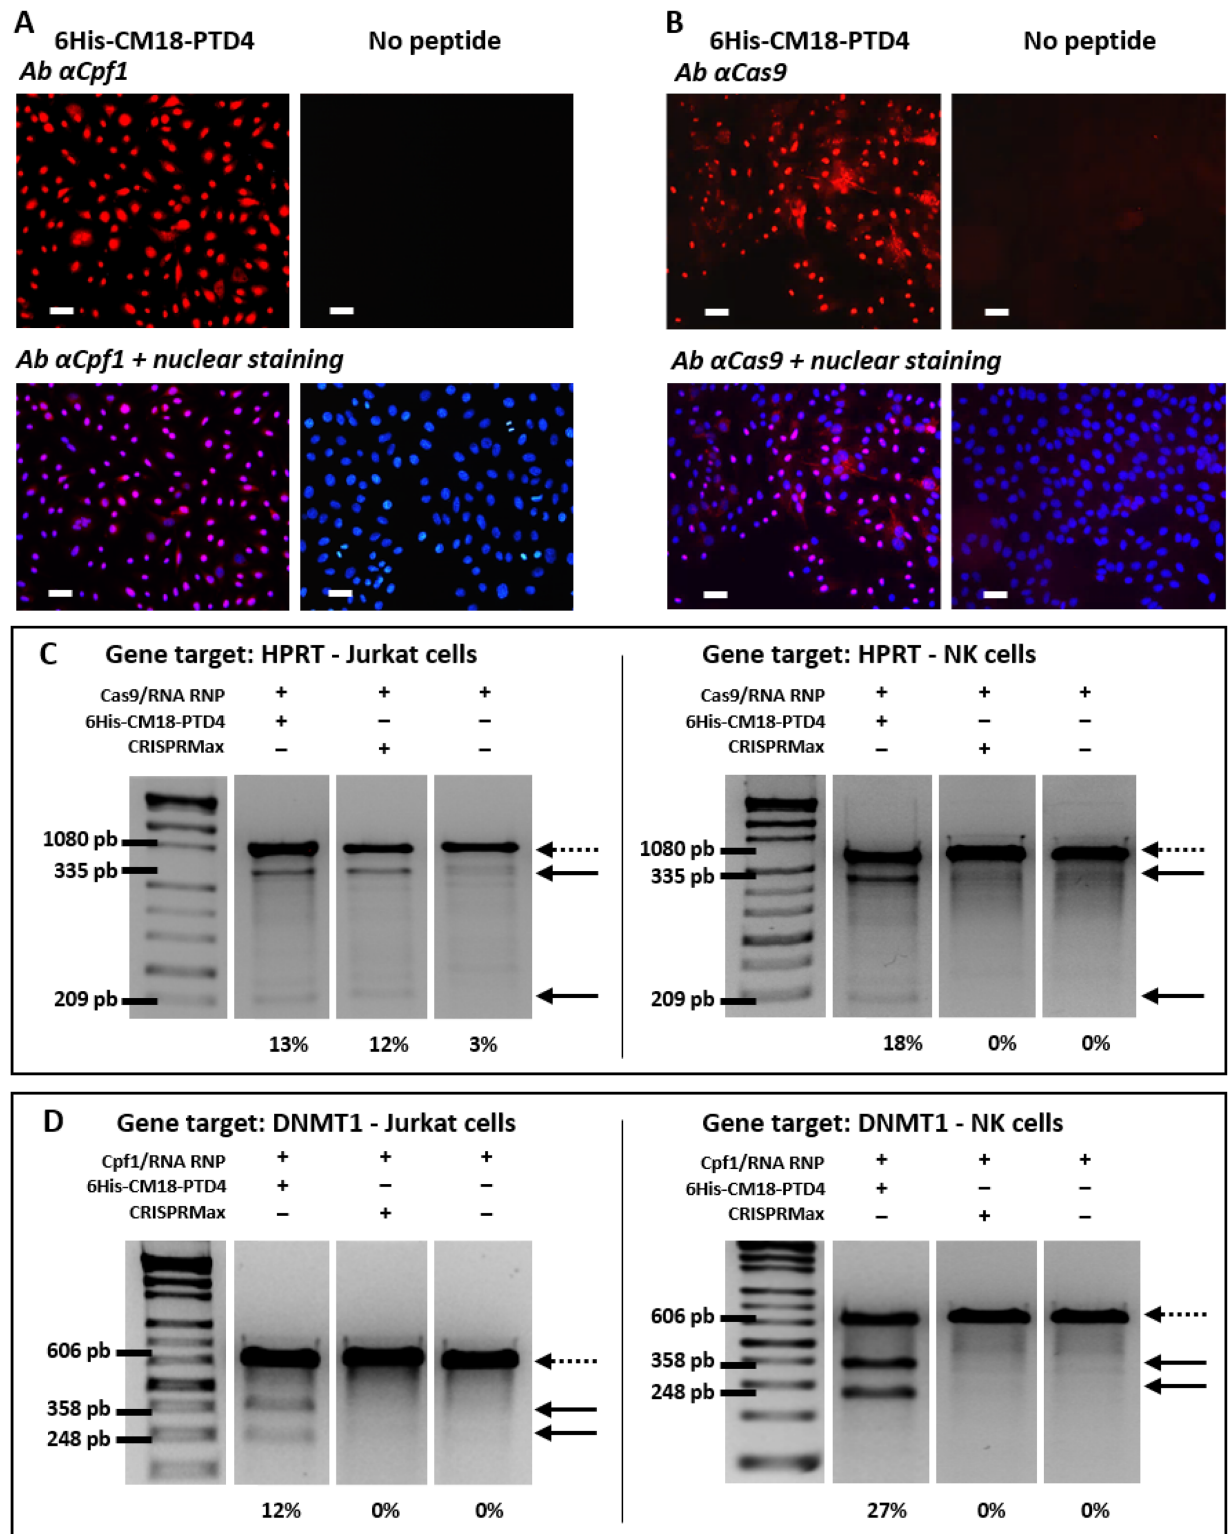 A
6His-CM18-PTD4 No peptide
Ab αCpf1
Ab αCpf1 + nuclear staining
B
6His-CM18-PTD4 No peptide
Ab αCas9
Ab αCas9 + nuclear staining
C Gene target: HPRT - Jurkat cells
Cas9/RNA RNP + + +
6His-CM18-PTD4 + – –
CRISPRMax – + –
1080 pb
335 pb
209 pb
13% 12% 3%
Gene target: HPRT - NK cells
Cas9/RNA RNP + + +
6His-CM18-PTD4 + – –
CRISPRMax – + –
1080 pb
335 pb
209 pb
18% 0% 0%
D Gene target: DNMT1 - Jurkat cells
Cpf1/RNA RNP + + +
6His-CM18-PTD4 + – –
CRISPRMax – + –
606 pb
358 pb
248 pb
12% 0% 0%
Gene target: DNMT1 - NK cells
Cpf1/RNA RNP + + +
6His-CM18-PTD4 + – –
CRISPRMax – + –
606 pb
358 pb
248 pb
27% 0% 0%